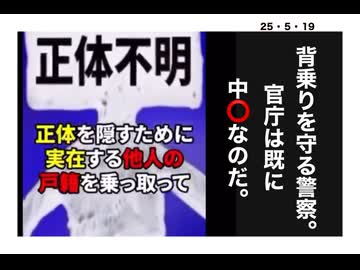 25・5・19
正体不明
正体を隠すために
実在する他人の
戸籍を乗っ取って
背乗りを守る警察。
官庁は既に
中〇なのだ。